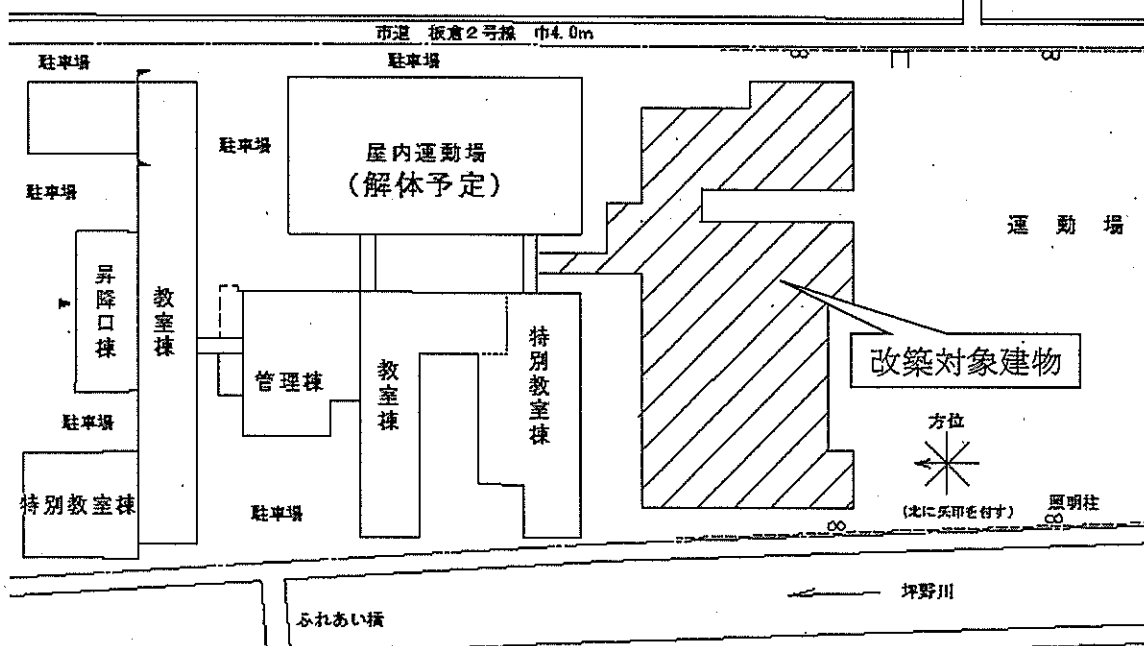 市道 板倉2号線 巾4.0m
駐車場
駐車場
駐車場
屋内運動場
(解体予定)
駐車場
運動場
昇降口棟
教室棟
管理棟
教室棟
特別教室棟
改築対象建物
駐車場
方位
(北に矢印を付す)
照明柱
特別教室棟
駐車場
坪野川
ふれあい橋